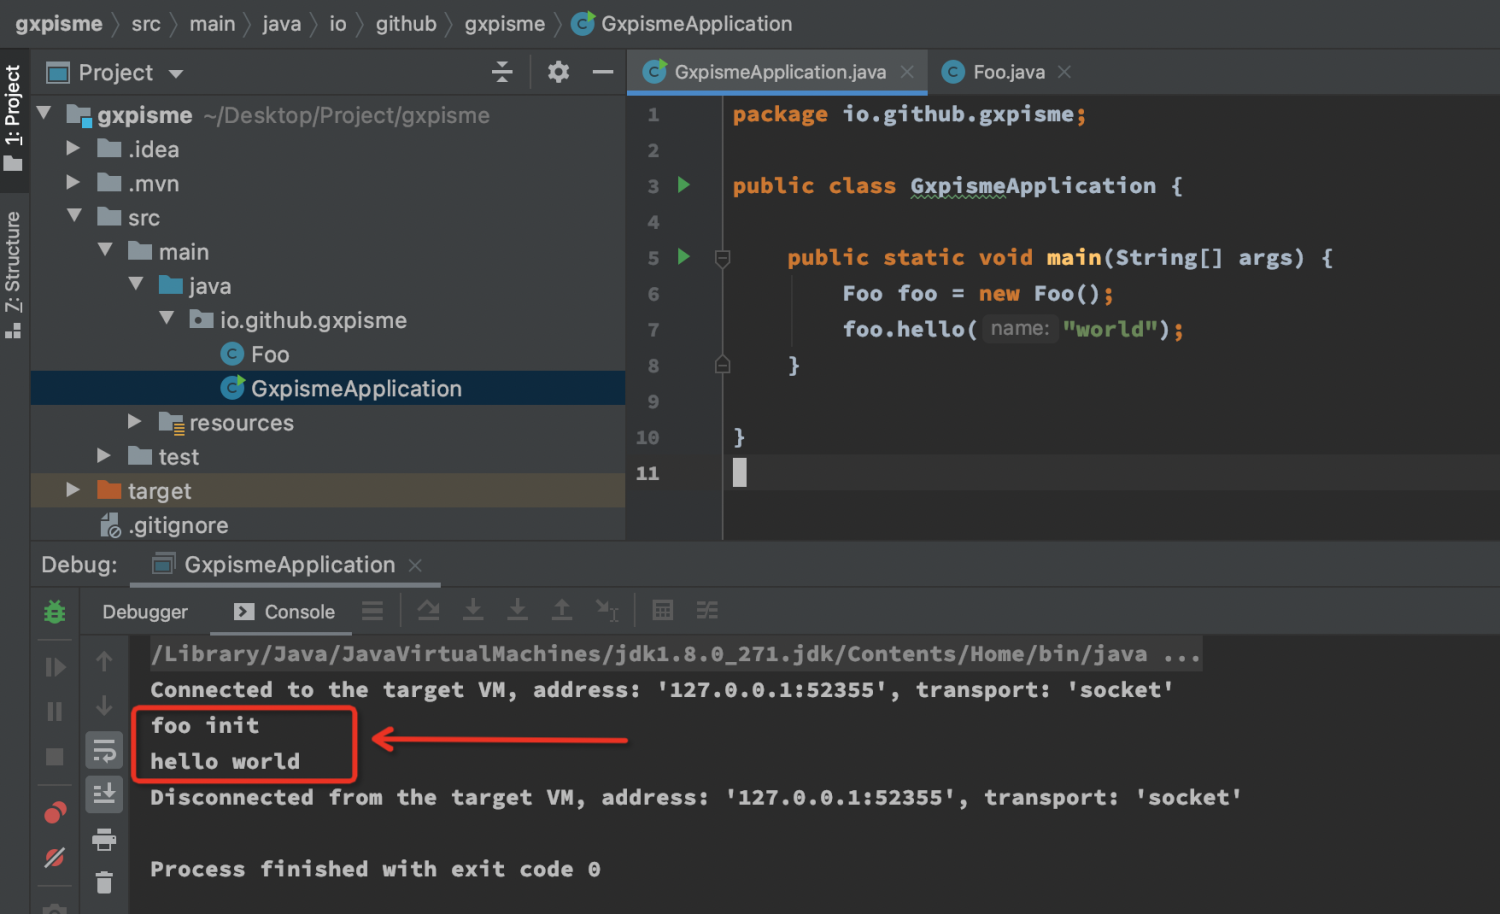 gxpisme src main java io github gxpisme GxpismeApplication
1: Project
Z: Structure
Project
gxpisme ~/Desktop/Project/gxpisme
.idea
.mvn
src
main
java
io.github.gxpisme
Foo
GxpismeApplication
resources
test
target
.gitignore
GxpismeApplication.java Foo.java
1 package io.github.gxpisme;
2
3 public class GxpismeApplication {
4
5 public static void main(String[] args) {
6 Foo foo = new Foo();
7 foo.hello( name: "world");
8 }
9
10 }
11
Debug: GxpismeApplication
Debugger Console
/Library/Java/JavaVirtualMachines/jdk1.8.0_271.jdk/Contents/Home/bin/java ...
Connected to the target VM, address: '127.0.0.1:52355', transport: 'socket'
foo init
hello world
Disconnected from the target VM, address: '127.0.0.1:52355', transport: 'socket'
Process finished with exit code 0